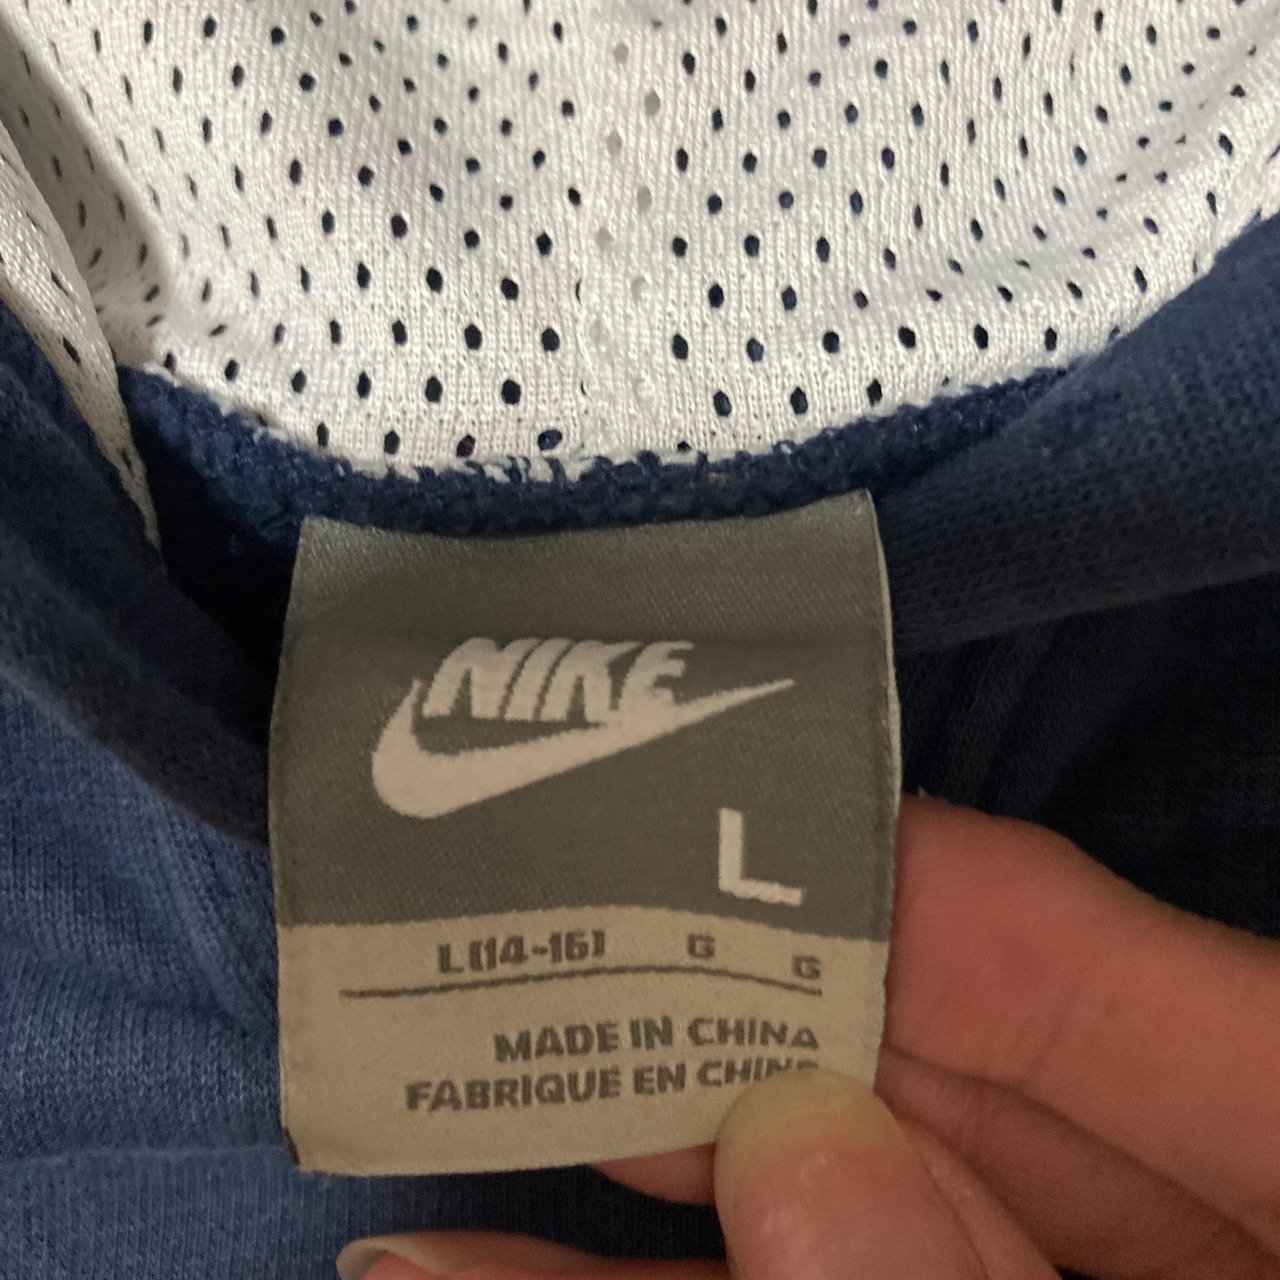 NIKE
L
L(14-16) G G
MADE IN CHINA
FABRIQUE EN CHINE